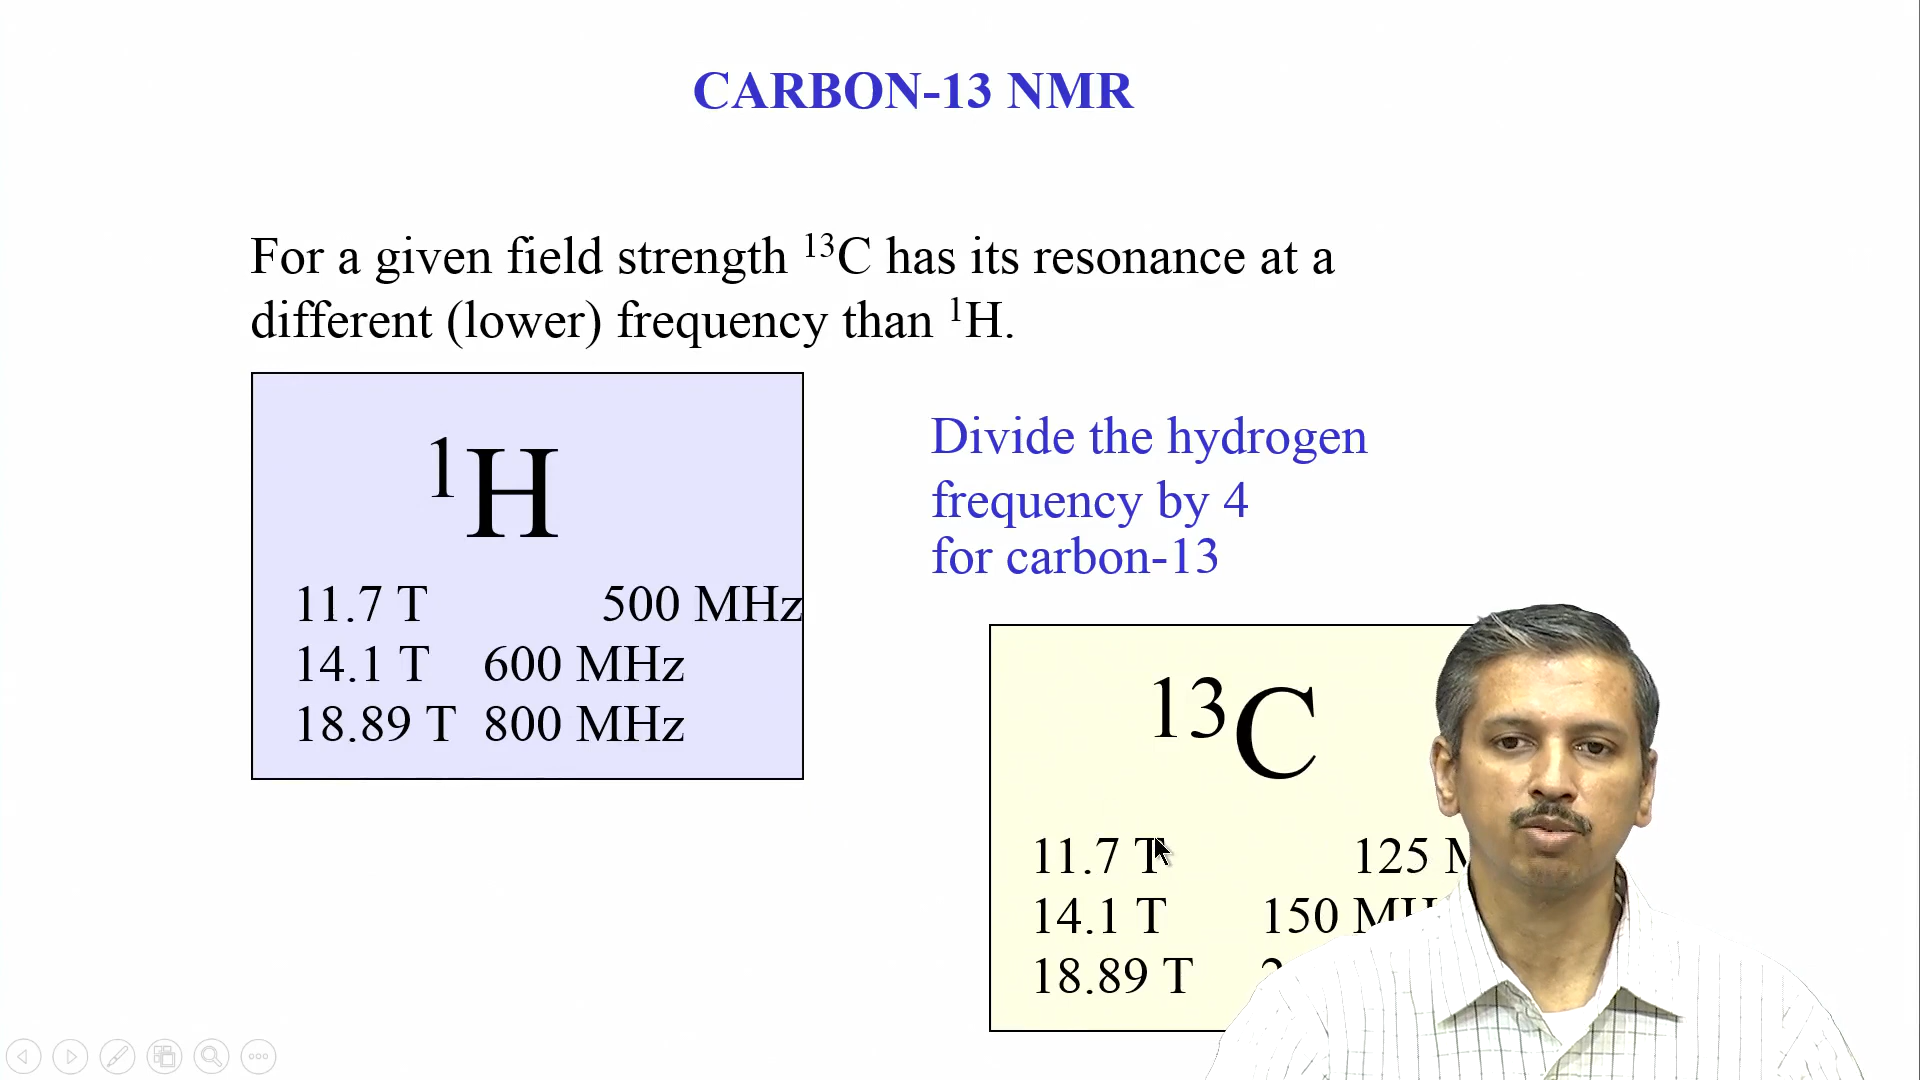 CARBON-13 NMR
For a given field strength ¹³C has its resonance at a
different (lower) frequency than ¹H.
¹H
11.7 T 500 MHz
14.1 T 600 MHz
18.89 T 800 MHz
Divide the hydrogen
frequency by 4
for carbon-13
¹³C
11.7 T 125
14.1 T 150
18.89 T